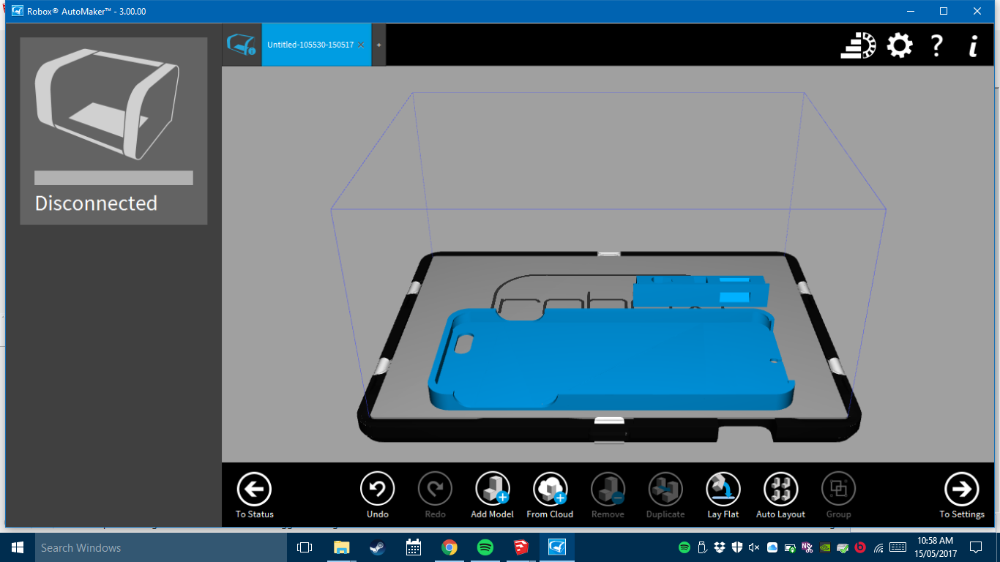 Robox® AutoMaker™ - 3.00.00
Untitled-105530-150517
Disconnected
To Status
Undo
Redo
Add Model
From Cloud
Remove
Duplicate
Lay Flat
Auto Layout
Group
To Settings
Search Windows
10:58 AM
15/05/2017